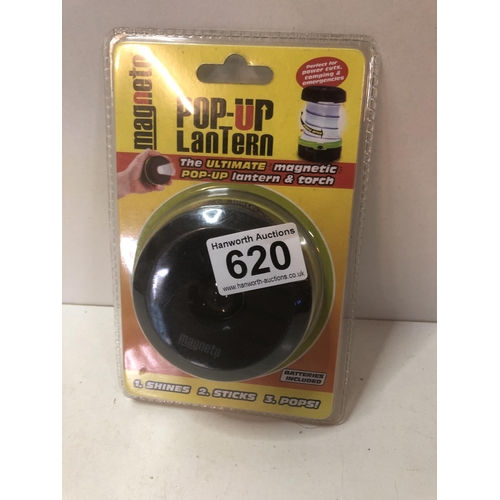 magneto
POP-UP
LanTern
Perfect for
power cuts,
camping &
emergencies
The ULTIMATE magnetic
POP-UP lantern & torch
Hanworth Auctions
620
www.hanworth-auctions.co.uk
magneto
BATTERIES
INCLUDED
1. SHINES 2. STICKS 3. POPS!